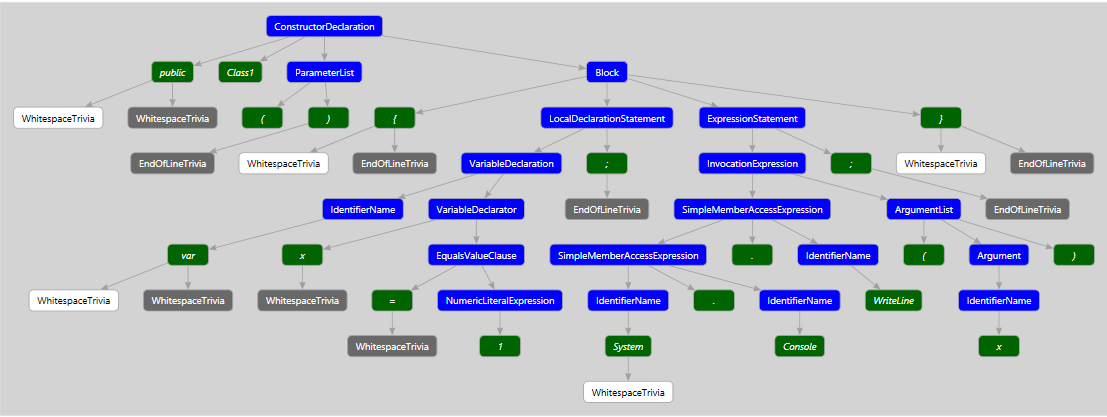 ConstructorDeclaration
public Class1 ParameterList Block
WhitespaceTrivia WhitespaceTrivia ( ) { LocalDeclarationStatement ExpressionStatement }
EndOfLineTrivia WhitespaceTrivia EndOfLineTrivia VariableDeclaration ; InvocationExpression ; WhitespaceTrivia EndOfLineTrivia
IdentifierName VariableDeclarator EndOfLineTrivia SimpleMemberAccessExpression ArgumentList EndOfLineTrivia
var x EqualsValueClause SimpleMemberAccessExpression . IdentifierName ( Argument )
WhitespaceTrivia WhitespaceTrivia WhitespaceTrivia = NumericLiteralExpression IdentifierName . IdentifierName WriteLine IdentifierName
WhitespaceTrivia 1 System Console x
WhitespaceTrivia